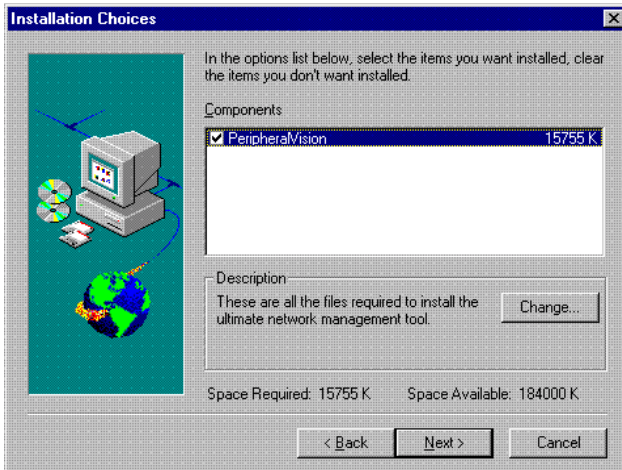 Installation Choices
In the options list below, select the items you want installed, clear
the items you don't want installed.
Components
PeripheralVision 15755 K
Description
These are all the files required to install the
ultimate network management tool.
Change...
Space Required: 15755 K Space Available: 184000 K
< Back Next > Cancel